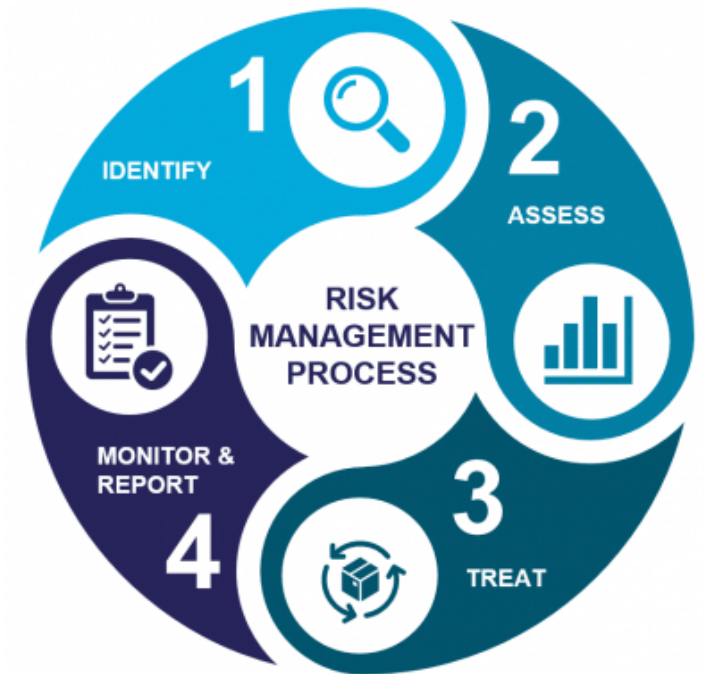 1
IDENTIFY
2
ASSESS
RISK
MANAGEMENT
PROCESS
3
TREAT
MONITOR &
REPORT
4